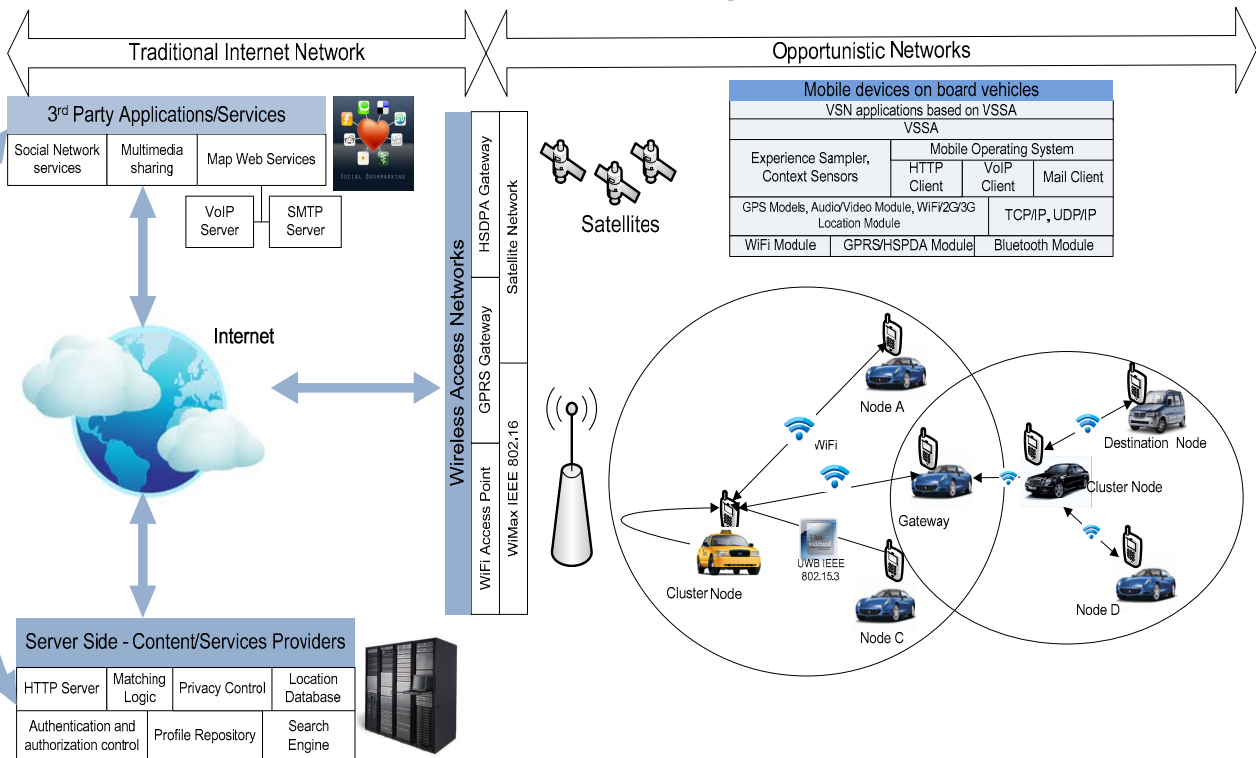 Traditional Internet Network
Opportunistic Networks
3rd Party Applications/Services
Social Network
services
Multimedia
sharing
Map Web Services
VoIP
Server
SMTP
Server
SOCIAL BOOKMARKING
Internet
Wireless Access Networks
HSDPA Gateway
GPRS Gateway
WiFi Access Point
Satellite Network
WiMax IEEE 802.16
Satellites
Mobile devices on board vehicles
VSN applications based on VSSA
VSSA
Experience Sampler,
Context Sensors
Mobile Operating System
HTTP
Client
VoIP
Client
Mail Client
GPS Models, Audio/Video Module, WiFi/2G/3G
Location Module
TCP/IP, UDP/IP
WiFi Module
GPRS/HSPDA Module
Bluetooth Module
Node A
WiFi
Destination Node
Cluster Node
Gateway
UWB IEEE
802.15.3
Cluster Node
Node C
Node D
Server Side - Content/Services Providers
HTTP Server
Matching
Logic
Privacy Control
Location
Database
Authentication and
authorization control
Profile Repository
Search
Engine